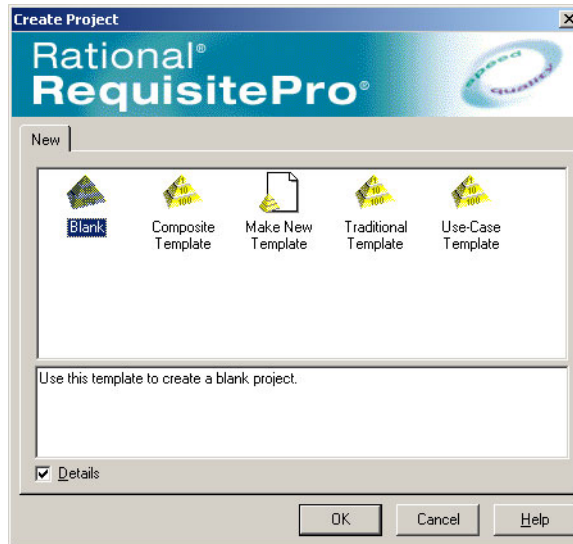 Create Project
Rational®
RequisitePro®
speed
quality
New
Blank
Composite
Template
Make New
Template
Traditional
Template
Use-Case
Template
Use this template to create a blank project.
Details
OK
Cancel
Help